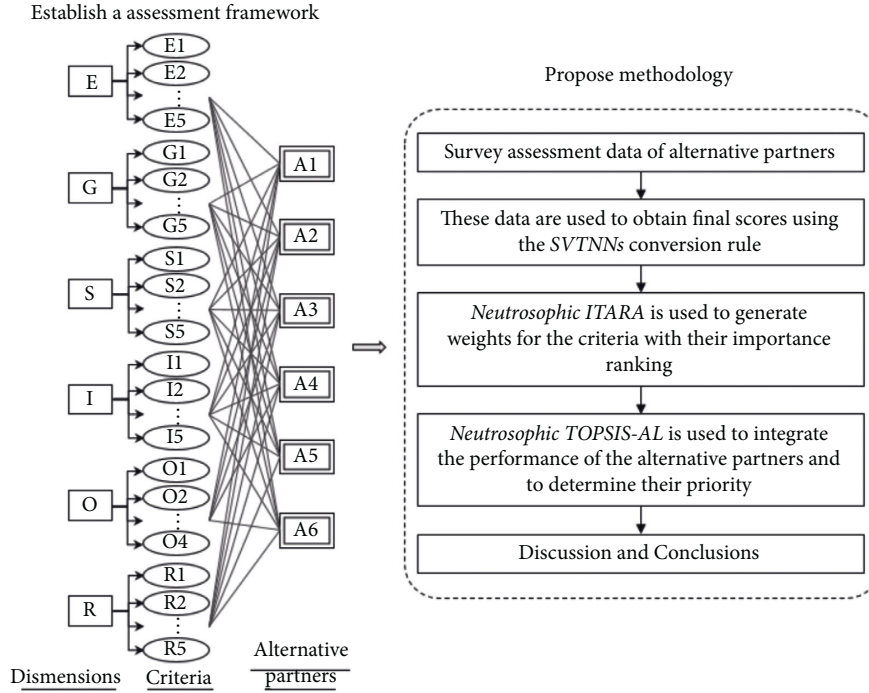 Establish a assessment framework
E
E1
E2
⋮
E5
G
G1
G2
⋮
G5
S
S1
S2
⋮
S5
I
I1
I2
⋮
I5
O
O1
O2
⋮
O4
R
R1
R2
⋮
R5
A1
A2
A3
A4
A5
A6
Dismensions
Criteria
Alternative
partners
Propose methodology
Survey assessment data of alternative partners
These data are used to obtain final scores using
the SVTNNs conversion rule
Neutrosophic ITARA is used to generate
weights for the criteria with their importance
ranking
Neutrosophic TOPSIS-AL is used to integrate
the performance of the alternative partners and
to determine their priority
Discussion and Conclusions